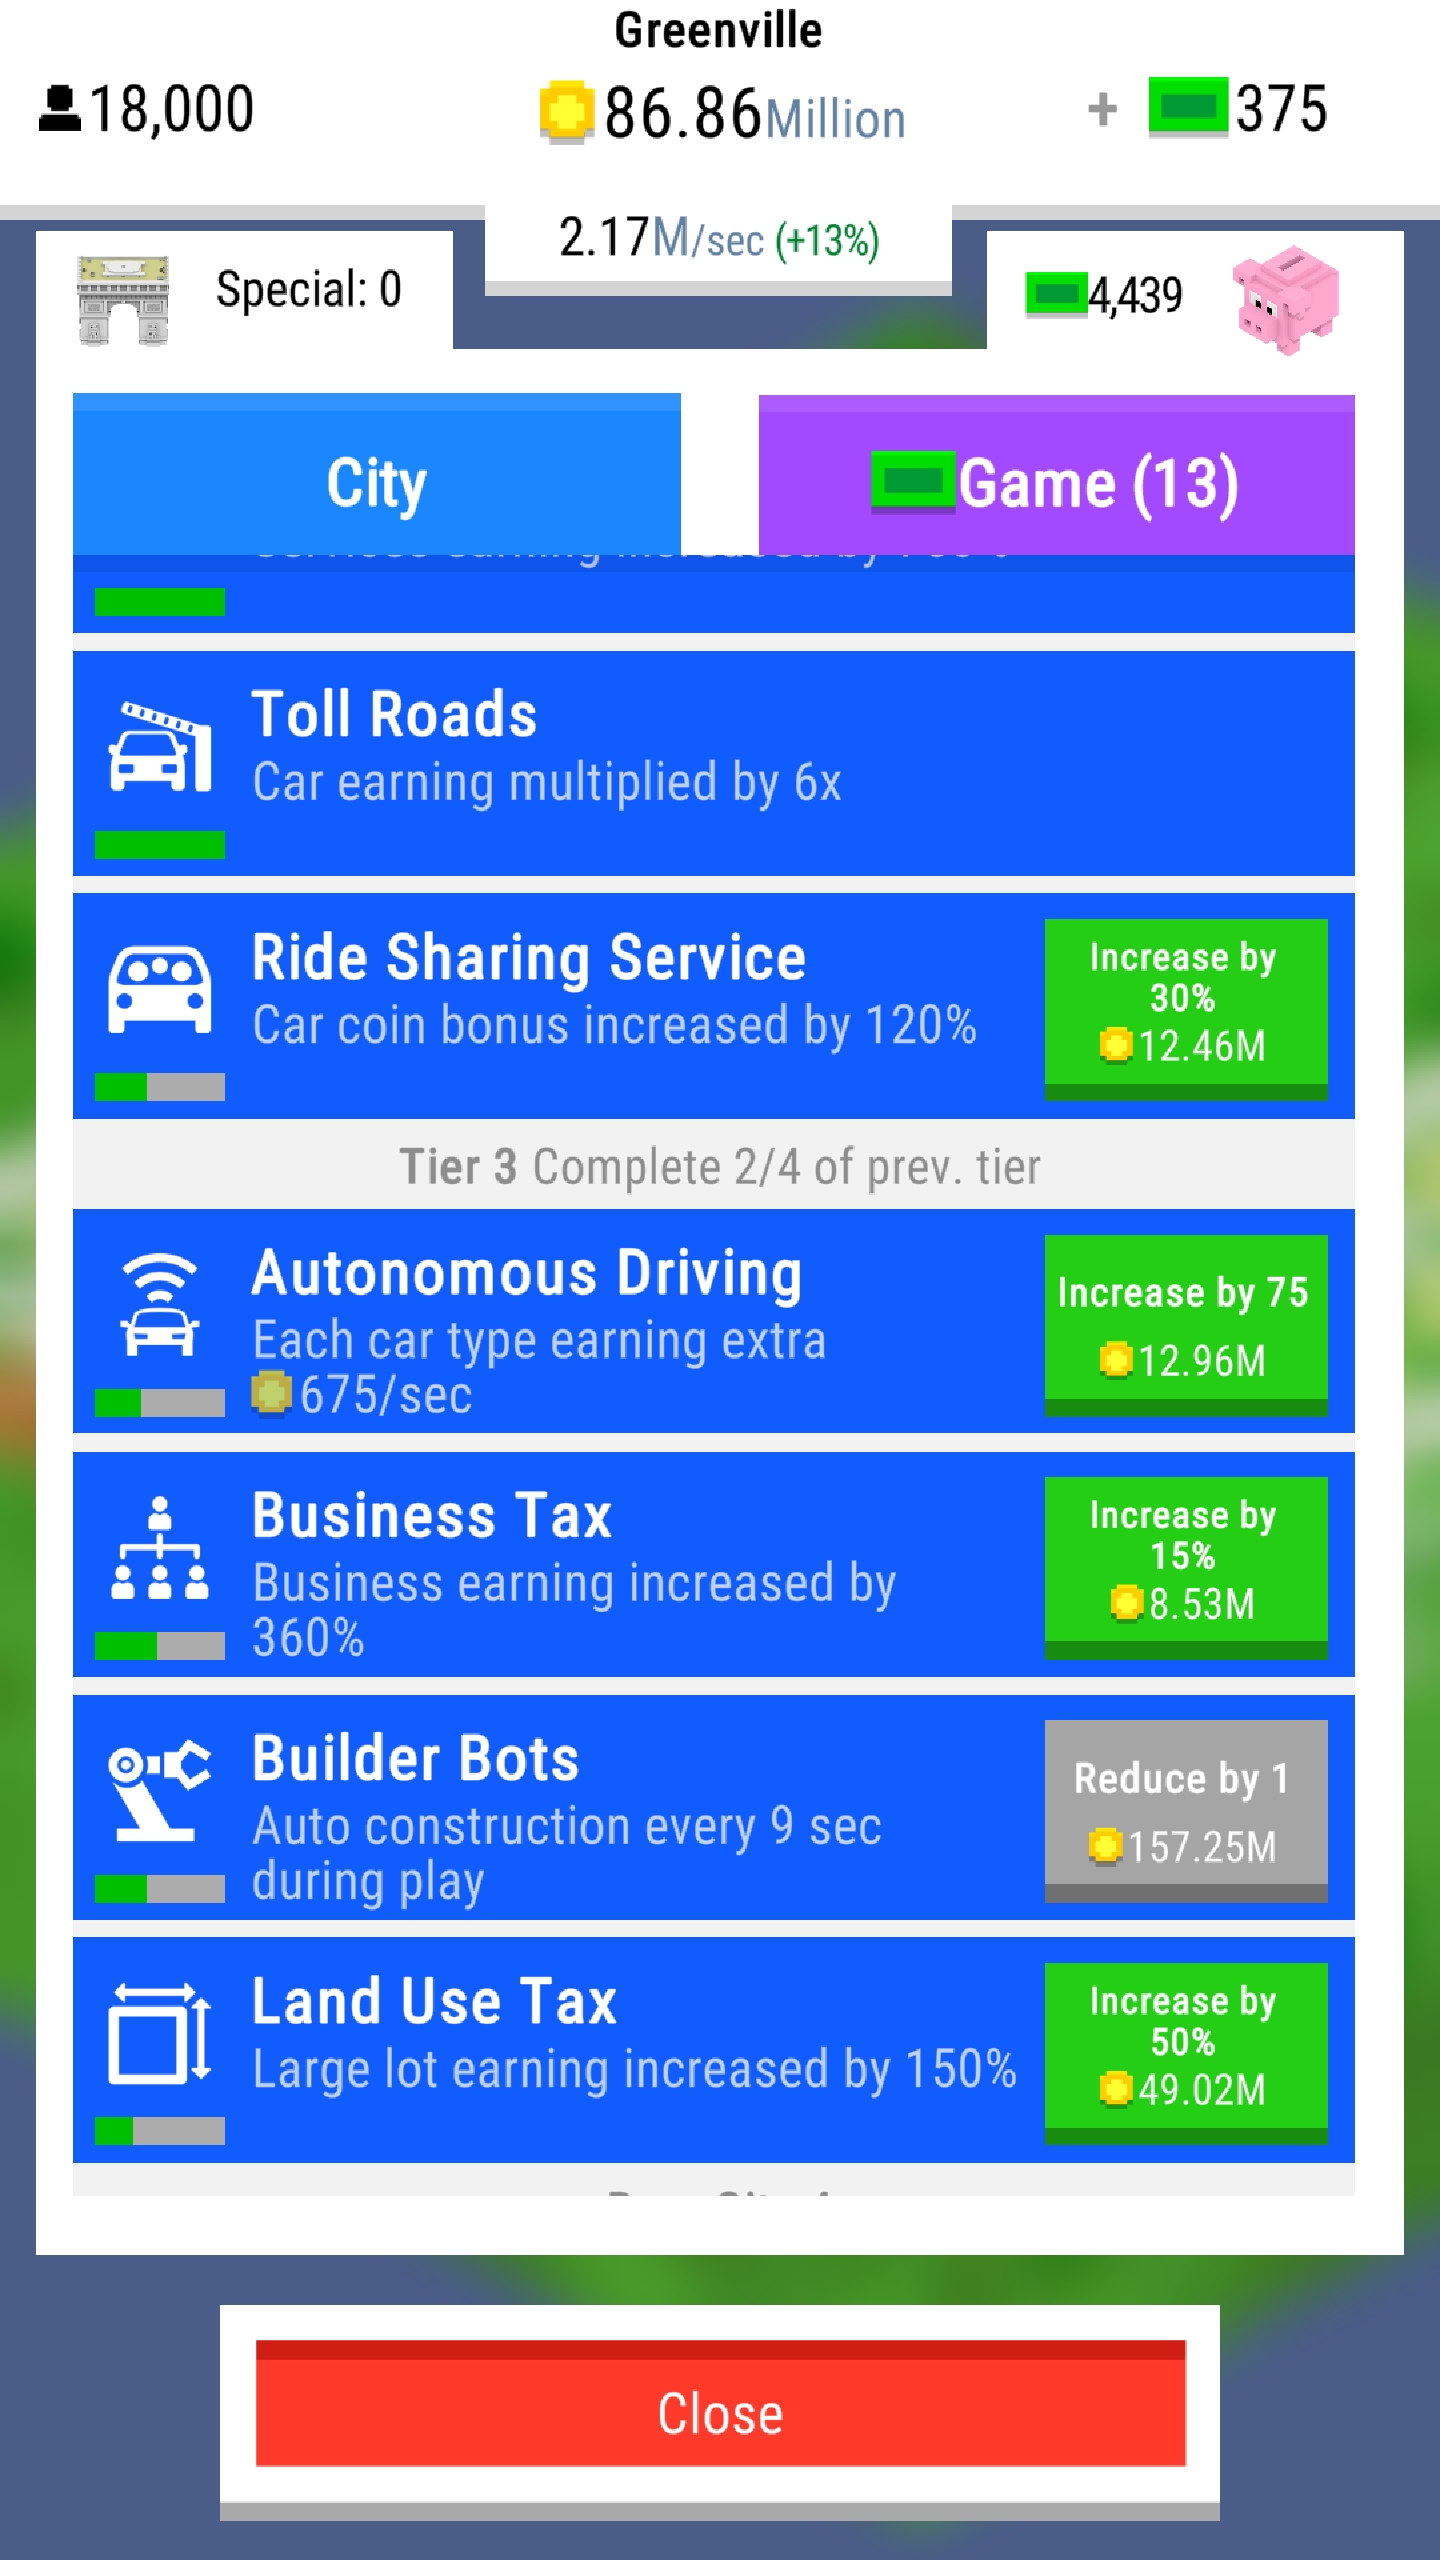 Greenville
18,000
86.86Million
+ 375
2.17M/sec (+13%)
Special: 0
4,439
City
Game (13)
Toll Roads
Car earning multiplied by 6x
Ride Sharing Service
Car coin bonus increased by 120%
Increase by
30%
12.46M
Tier 3 Complete 2/4 of prev. tier
Autonomous Driving
Each car type earning extra
675/sec
Increase by 75
12.96M
Business Tax
Business earning increased by
360%
Increase by
15%
8.53M
Builder Bots
Auto construction every 9 sec
during play
Reduce by 1
157.25M
Land Use Tax
Large lot earning increased by 150%
Increase by
50%
49.02M
Close